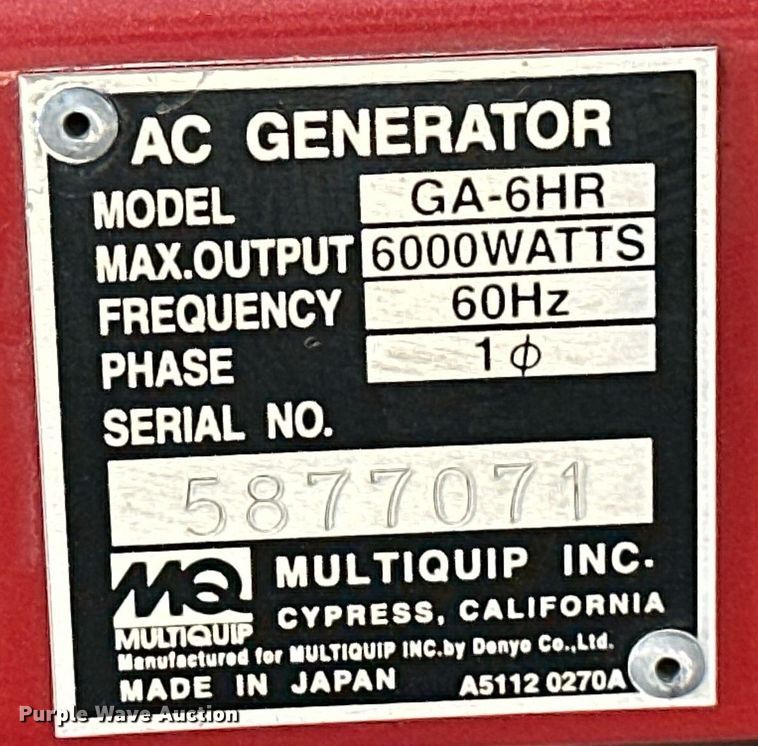 AC GENERATOR
MODEL GA-6HR
MAX.OUTPUT 6000WATTS
FREQUENCY 60Hz
PHASE 1ϕ
SERIAL NO.
5877071
MQ MULTIQUIP INC.
CYPRESS, CALIFORNIA
MULTIQUIP
Manufactured for MULTIQUIP INC.by Denyo Co.,Ltd.
MADE IN JAPAN A5112 0270A
Purple Wave Auction